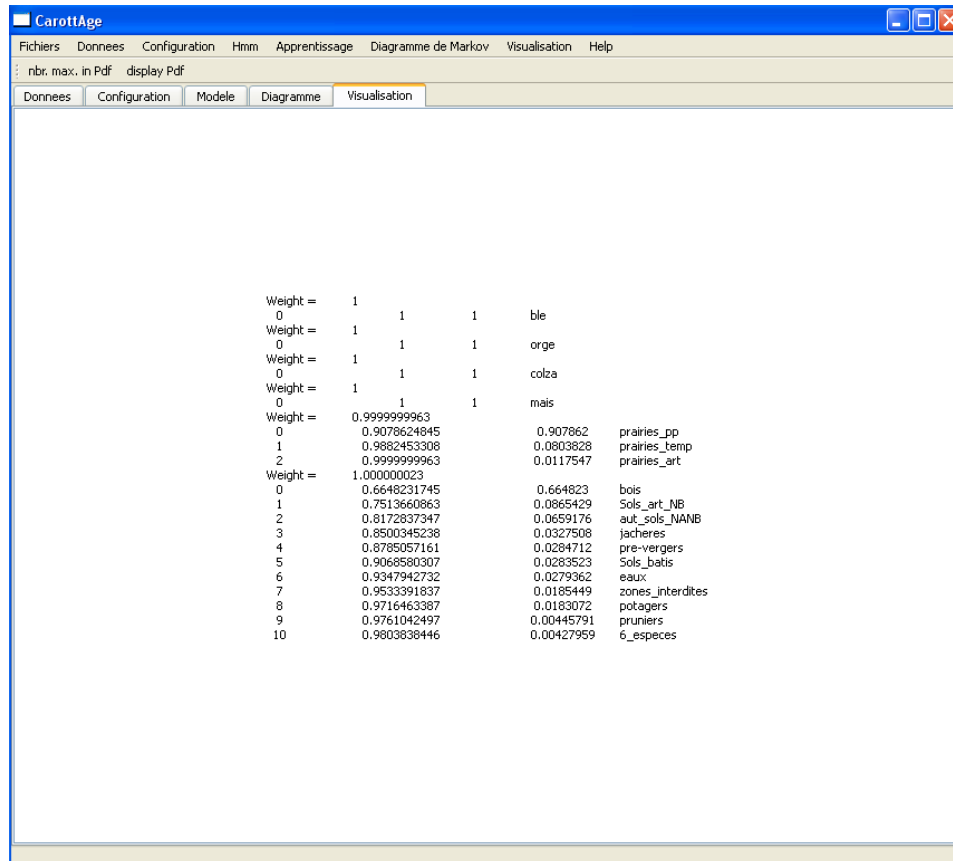 CarottAge
Fichiers Donnees Configuration Hmm Apprentissage Diagramme de Markov Visualisation Help
nbr. max. in Pdf display Pdf
Donnees Configuration Modele Diagramme Visualisation
Weight = 1
0 1 1 ble
Weight = 1
0 1 1 orge
Weight = 1
0 1 1 colza
Weight = 1
0 1 1 mais
Weight = 0.9999999963
0 0.9078624845 0.907862 prairies_pp
1 0.9882453308 0.0803828 prairies_temp
2 0.9999999963 0.0117547 prairies_art
Weight = 1.000000023
0 0.6648231745 0.664823 bois
1 0.7513660863 0.0865429 Sols_art_NB
2 0.8172837347 0.0659176 aut_sols_NANB
3 0.8500345238 0.0327508 jacheres
4 0.8785057161 0.0284712 pre-vergers
5 0.9068580307 0.0283523 Sols_batis
6 0.9347942732 0.0279362 eaux
7 0.9533391837 0.0185449 zones_interdites
8 0.9716463387 0.0183072 potagers
9 0.9761042497 0.00445791 pruniers
10 0.9803838446 0.00427959 6_especes